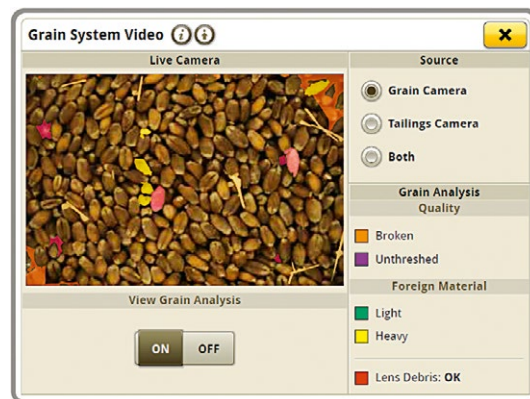 Grain System Video
Live Camera
View Grain Analysis
ON OFF
Source
Grain Camera
Tailings Camera
Both
Grain Analysis
Quality
Broken
Unthreshed
Foreign Material
Light
Heavy
Lens Debris: OK